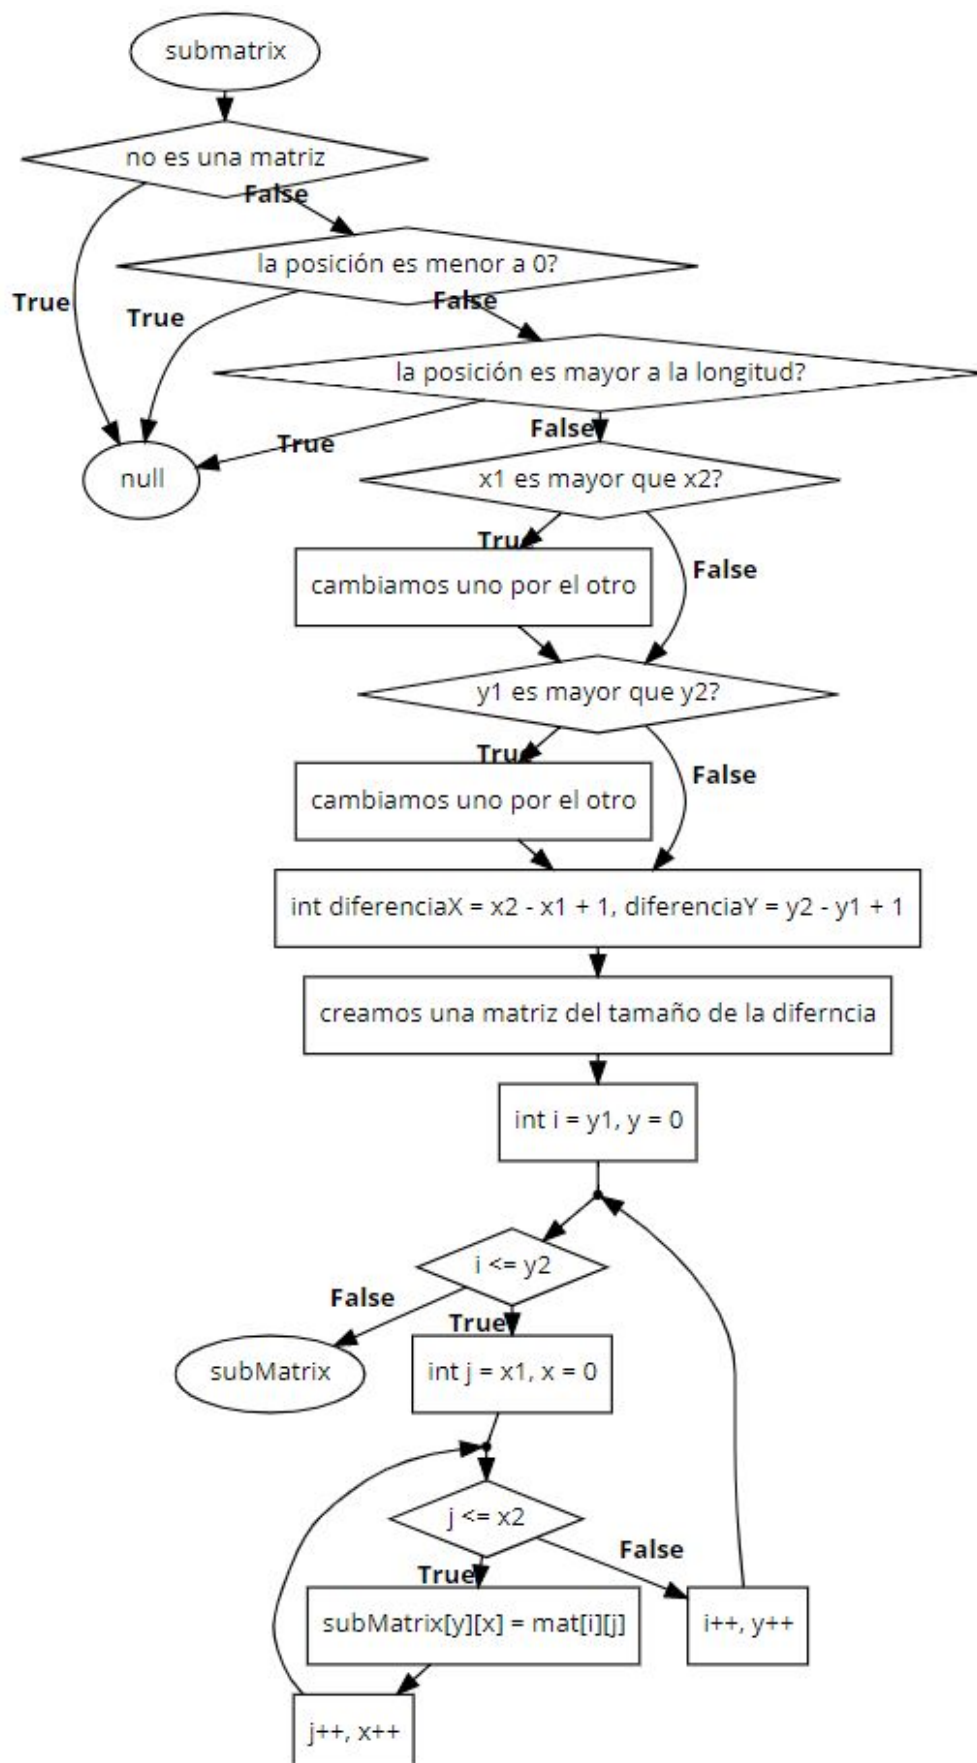 submatrix
no es una matriz
False
la posición es menor a 0?
True
True
False
la posición es mayor a la longitud?
True
False
null
x1 es mayor que x2?
True
False
cambiamos uno por el otro
y1 es mayor que y2?
True
False
cambiamos uno por el otro
int diferenciaX = x2 - x1 + 1, diferenciaY = y2 - y1 + 1
creamos una matriz del tamaño de la diferncia
int i = y1, y = 0
i <= y2
False
True
subMatrix
int j = x1, x = 0
j <= x2
False
True
subMatrix[y][x] = mat[i][j]
i++, y++
j++, x++